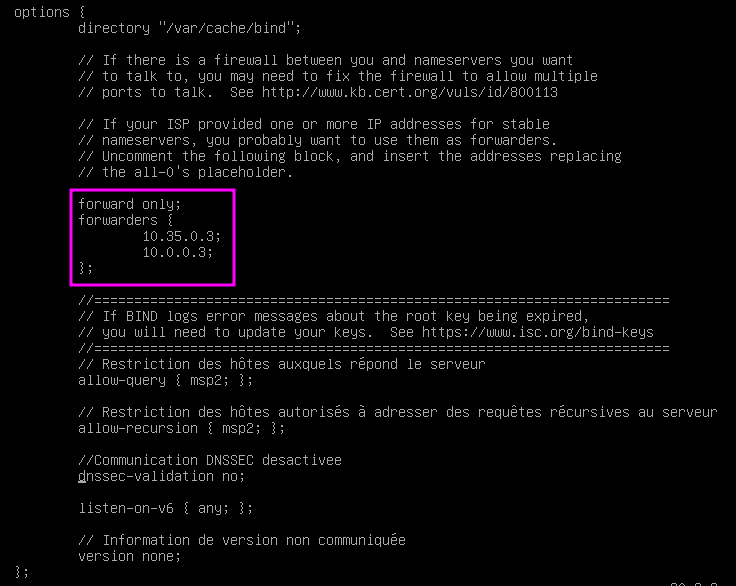 options {
directory "/var/cache/bind";
// If there is a firewall between you and nameservers you want
// to talk to, you may need to fix the firewall to allow multiple
// ports to talk.  See http://www.kb.cert.org/vuls/id/800113
// If your ISP provided one or more IP addresses for stable
// nameservers, you probably want to use them as forwarders.
// Uncomment the following block, and insert the addresses replacing
// the all-0's placeholder.
forward only;
forwarders {
10.35.0.3;
10.0.0.3;
};
//========================================================================
// If BIND logs error messages about the root key being expired,
// you will need to update your keys.  See https://www.isc.org/bind-keys
//========================================================================
// Restriction des hôtes auxquels répond le serveur
allow-query { msp2; };
// Restriction des hôtes autorisés à adresser des requêtes récursives au serveur
allow-recursion { msp2; };
//Communication DNSSEC desactivee
dnssec-validation no;
listen-on-v6 { any; };
// Information de version non communiquée
version none;
};